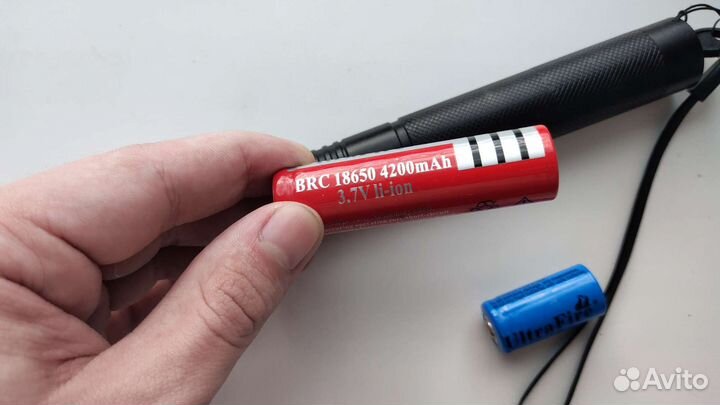 BRC 18650 4200mAh
3.7V li-ion
UltraFire
Avito